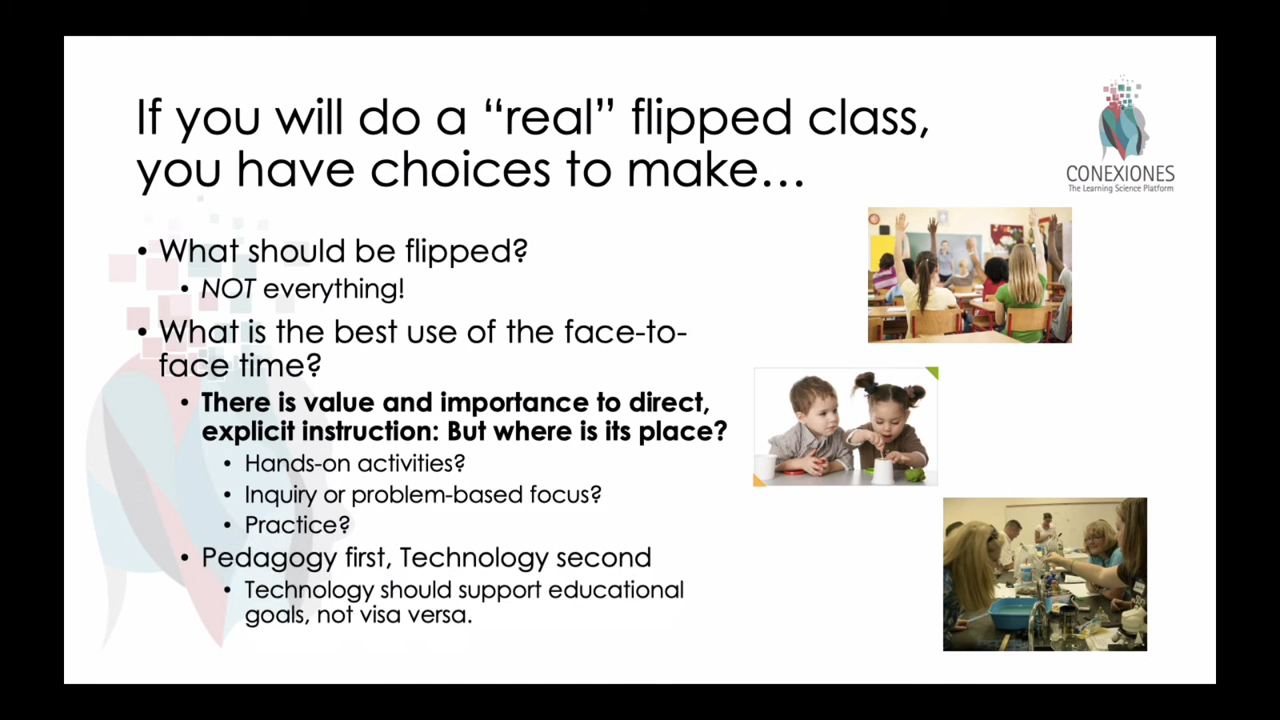 If you will do a “real” flipped class,
you have choices to make…
CONEXIONES
The Learning Science Platform
• What should be flipped?
• NOT everything!
• What is the best use of the face-to-
face time?
• There is value and importance to direct,
explicit instruction: But where is its place?
• Hands-on activities?
• Inquiry or problem-based focus?
• Practice?
• Pedagogy first, Technology second
• Technology should support educational
goals, not visa versa.